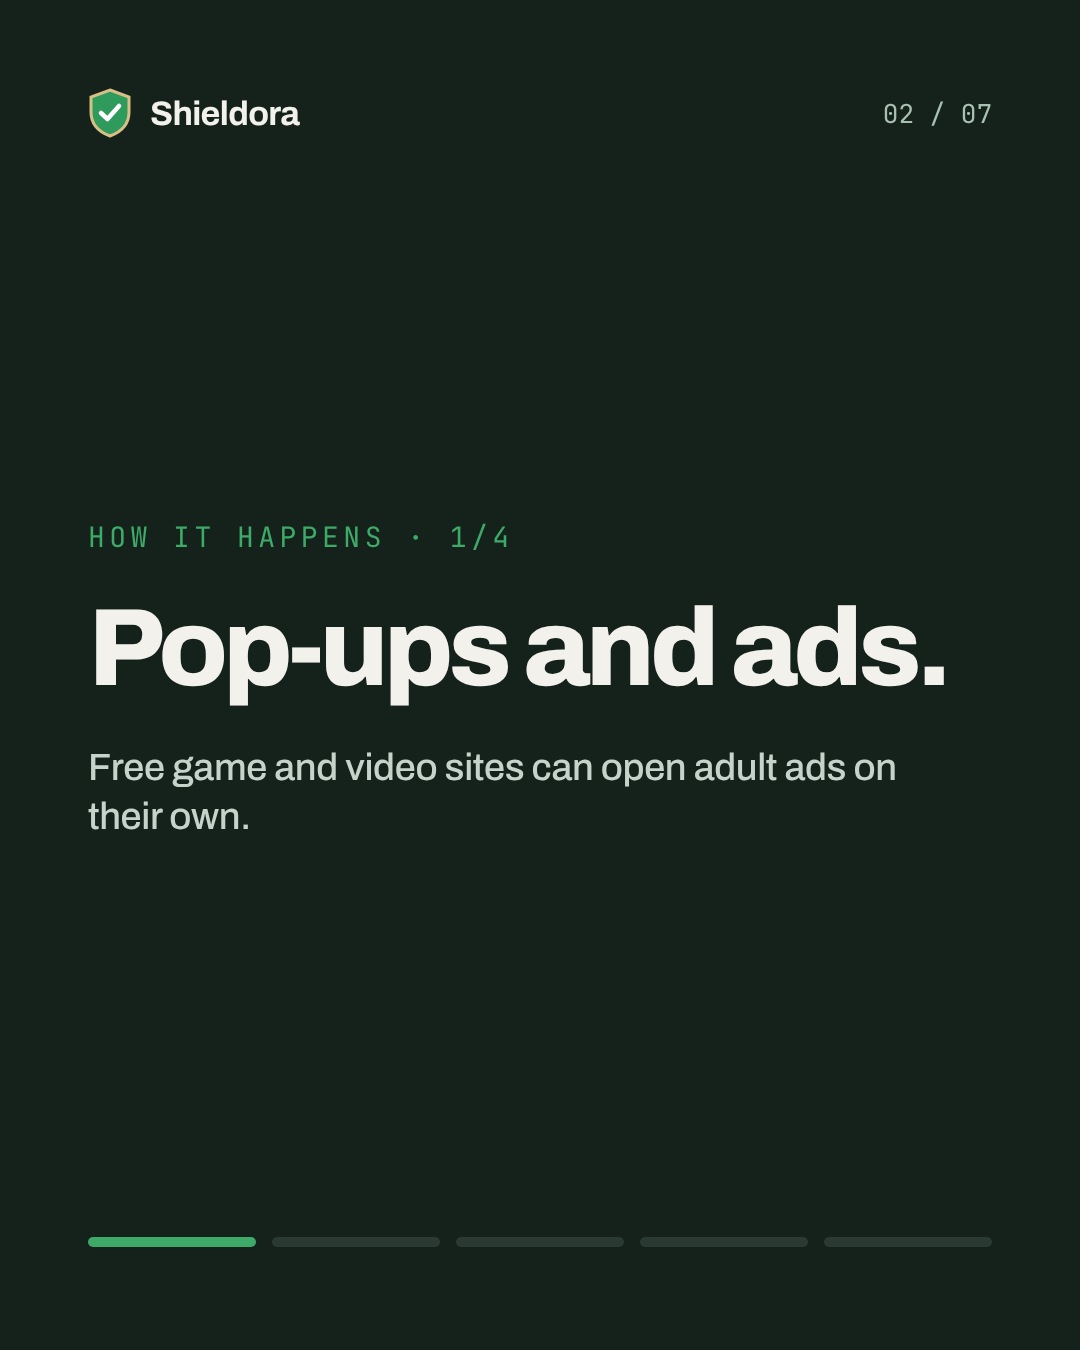 Shieldora
02 / 07
HOW IT HAPPENS · 1/4
Pop-ups and ads.
Free game and video sites can open adult ads on
their own.